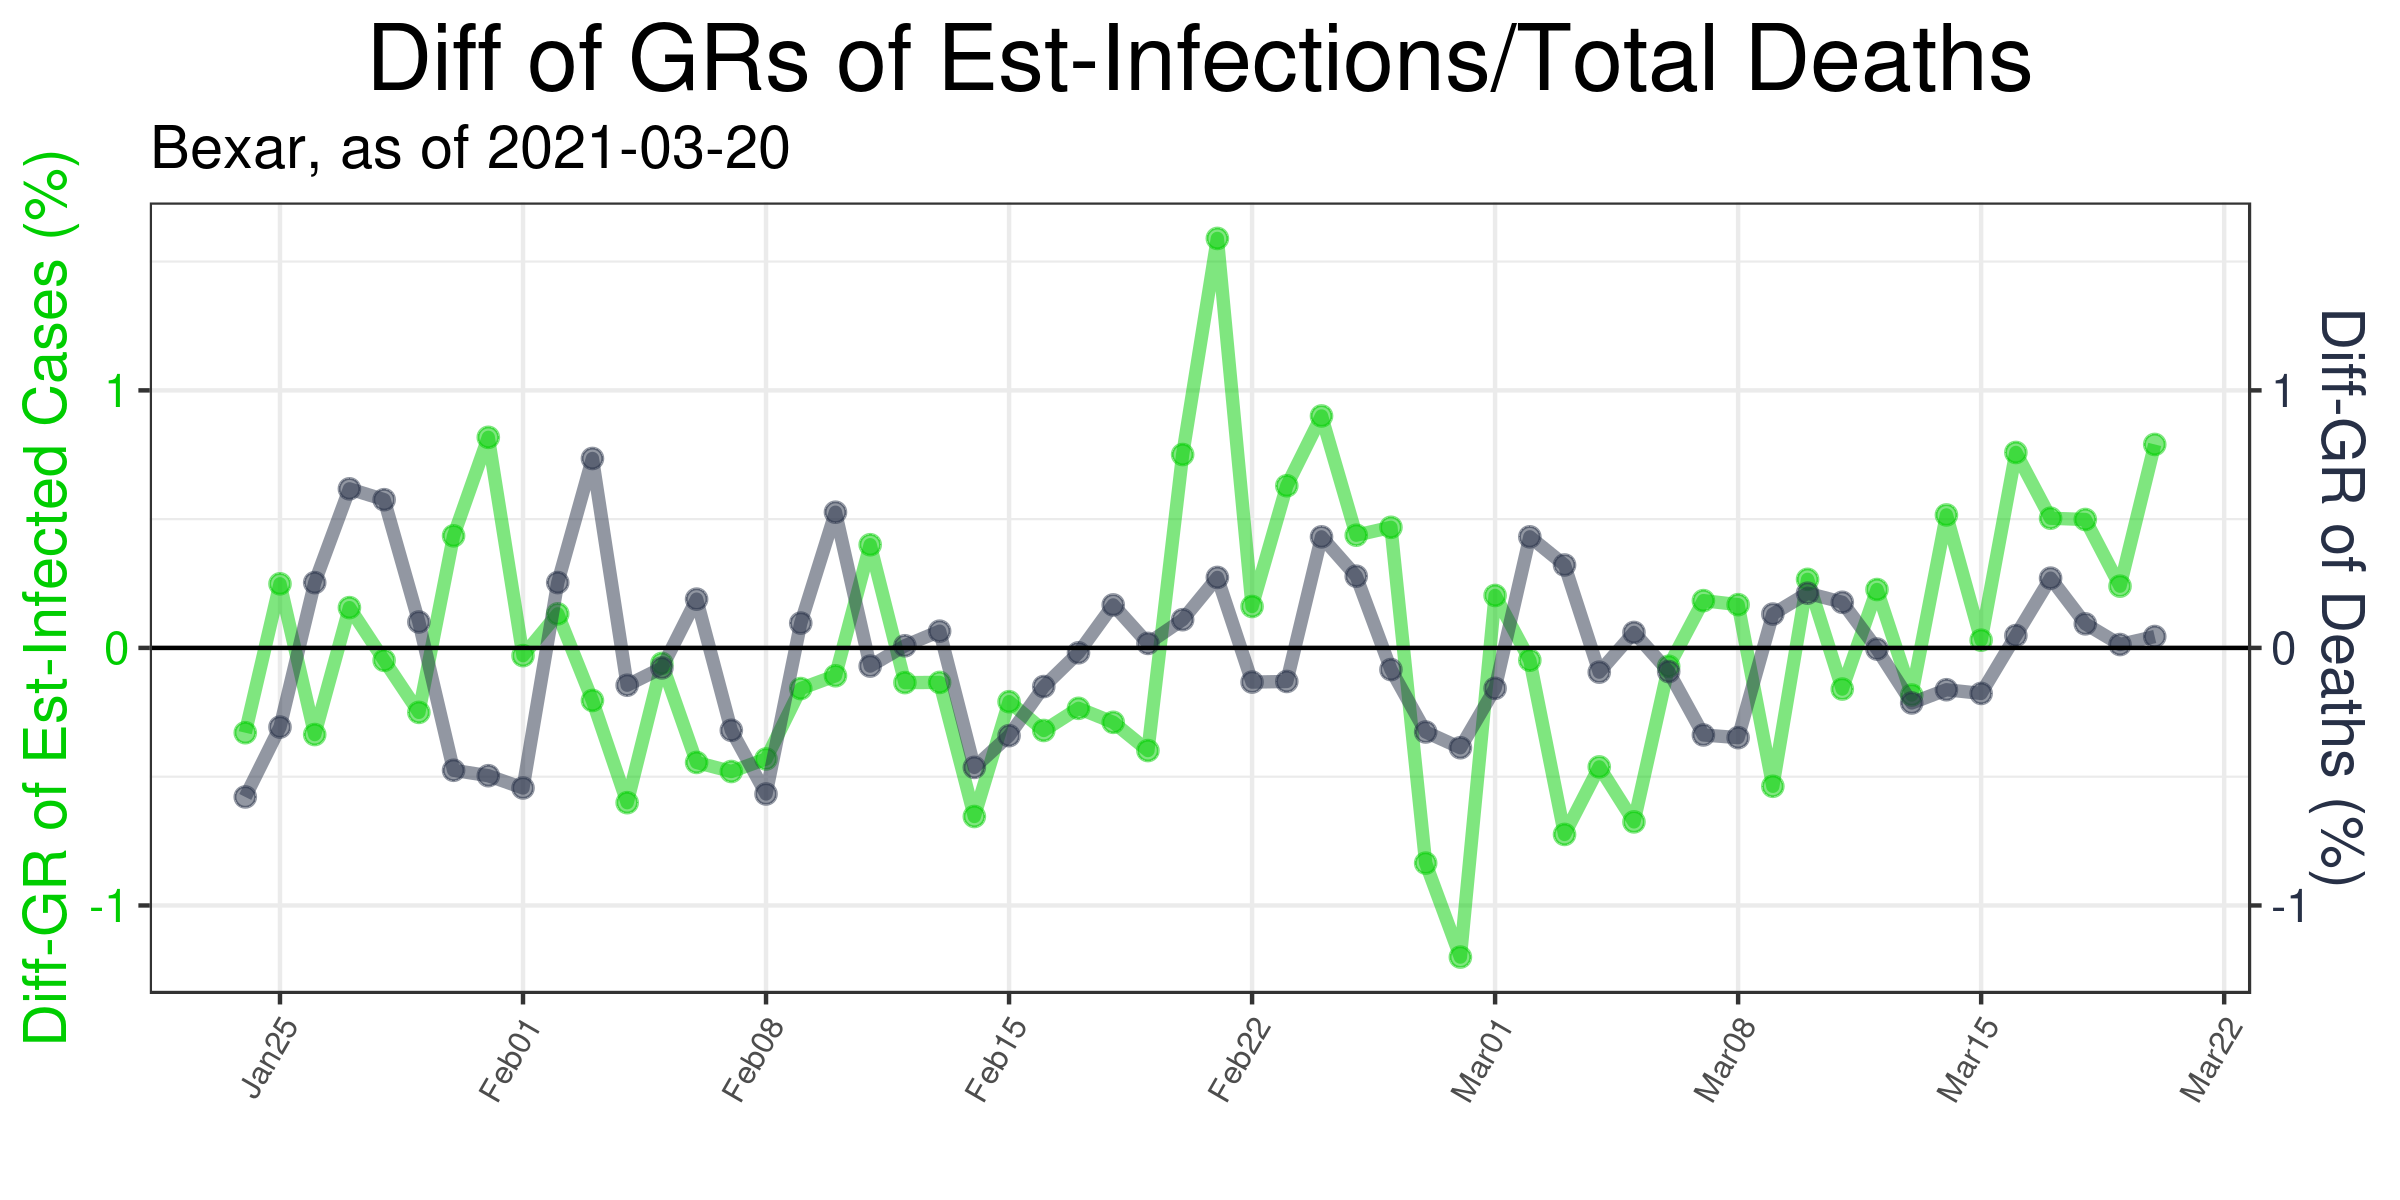 Diff of GRs of Est-Infections/Total Deaths
Bexar, as of 2021-03-20
Diff-GR of Est-Infected Cases (%)
1
0
-1
1
0
-1
Diff-GR of Deaths (%)
Jan25
Feb01
Feb08
Feb15
Feb22
Mar01
Mar08
Mar15
Mar22